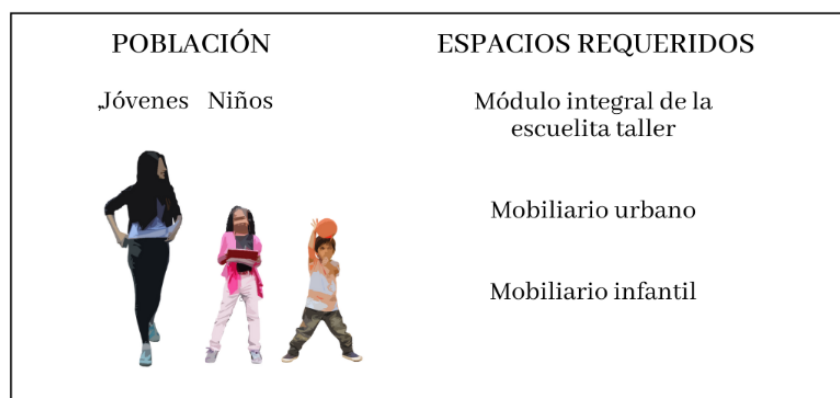 POBLACIÓN
Jóvenes Niños
ESPACIOS REQUERIDOS
Módulo integral de la
escuelita taller
Mobiliario urbano
Mobiliario infantil